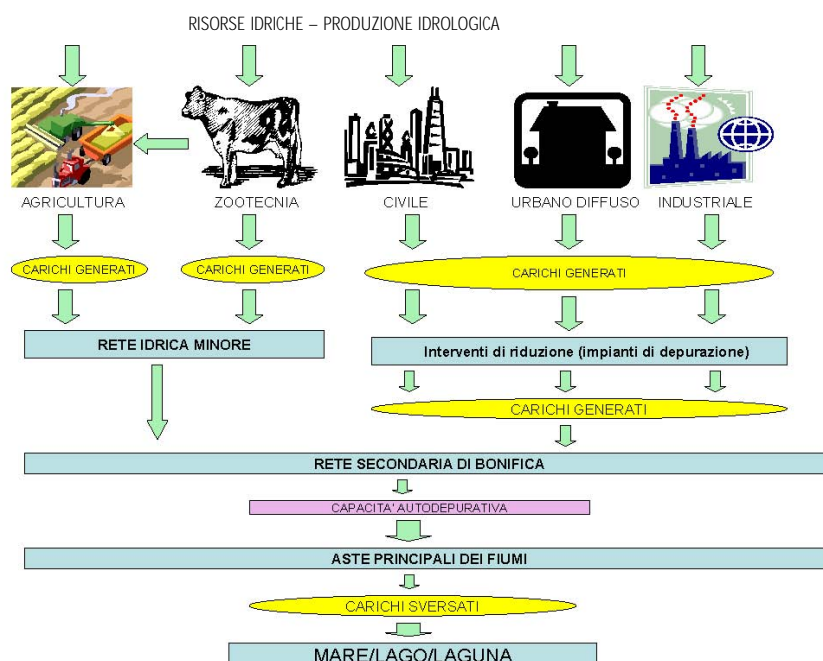 RISORSE IDRICHE – PRODUZIONE IDROLOGICA
AGRICULTURA
ZOOTECNIA
CIVILE
URBANO DIFFUSO
INDUSTRIALE
CARICHI GENERATI
CARICHI GENERATI
CARICHI GENERATI
RETE IDRICA MINORE
Interventi di riduzione (impianti di depurazione)
CARICHI GENERATI
RETE SECONDARIA DI BONIFICA
CAPACITA' AUTODEPURATIVA
ASTE PRINCIPALI DEI FIUMI
CARICHI SVERSATI
MARE/LAGO/LAGUNA